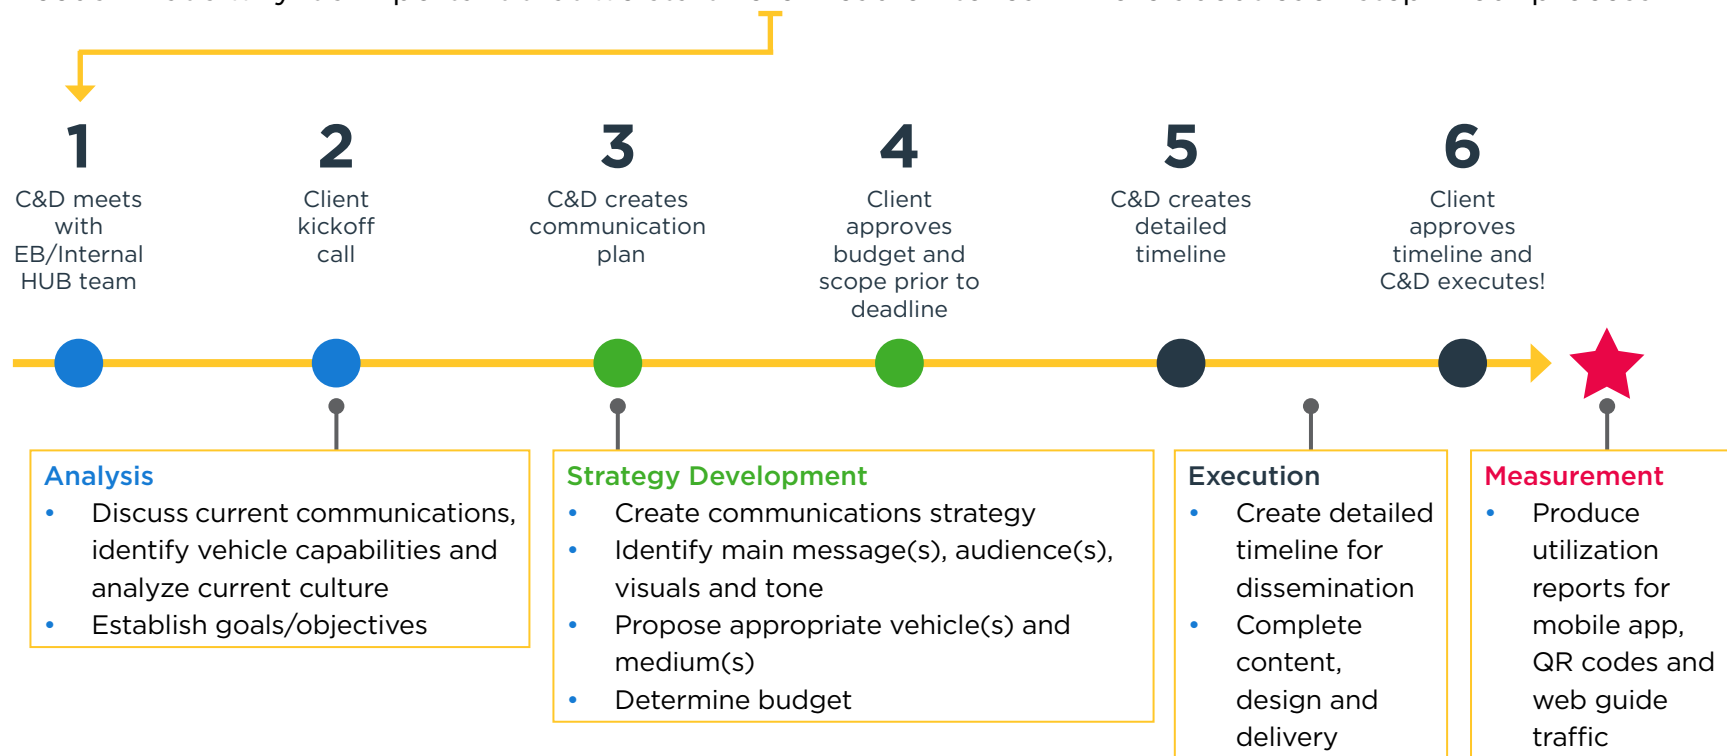 1
C&D meets
with
EB/Internal
HUB team
2
Client
kickoff
call
3
C&D creates
communication
plan
4
Client
approves
budget and
scope prior to
deadline
5
C&D creates
detailed
timeline
6
Client
approves
timeline and
C&D executes!
Analysis
• Discuss current communications,
identify vehicle capabilities and
analyze current culture
• Establish goals/objectives
Strategy Development
• Create communications strategy
• Identify main message(s), audience(s),
visuals and tone
• Propose appropriate vehicle(s) and
medium(s)
• Determine budget
Execution
• Create detailed
timeline for
dissemination
• Complete
content,
design and
delivery
Measurement
• Produce
utilization
reports for
mobile app,
QR codes and
web guide
traffic